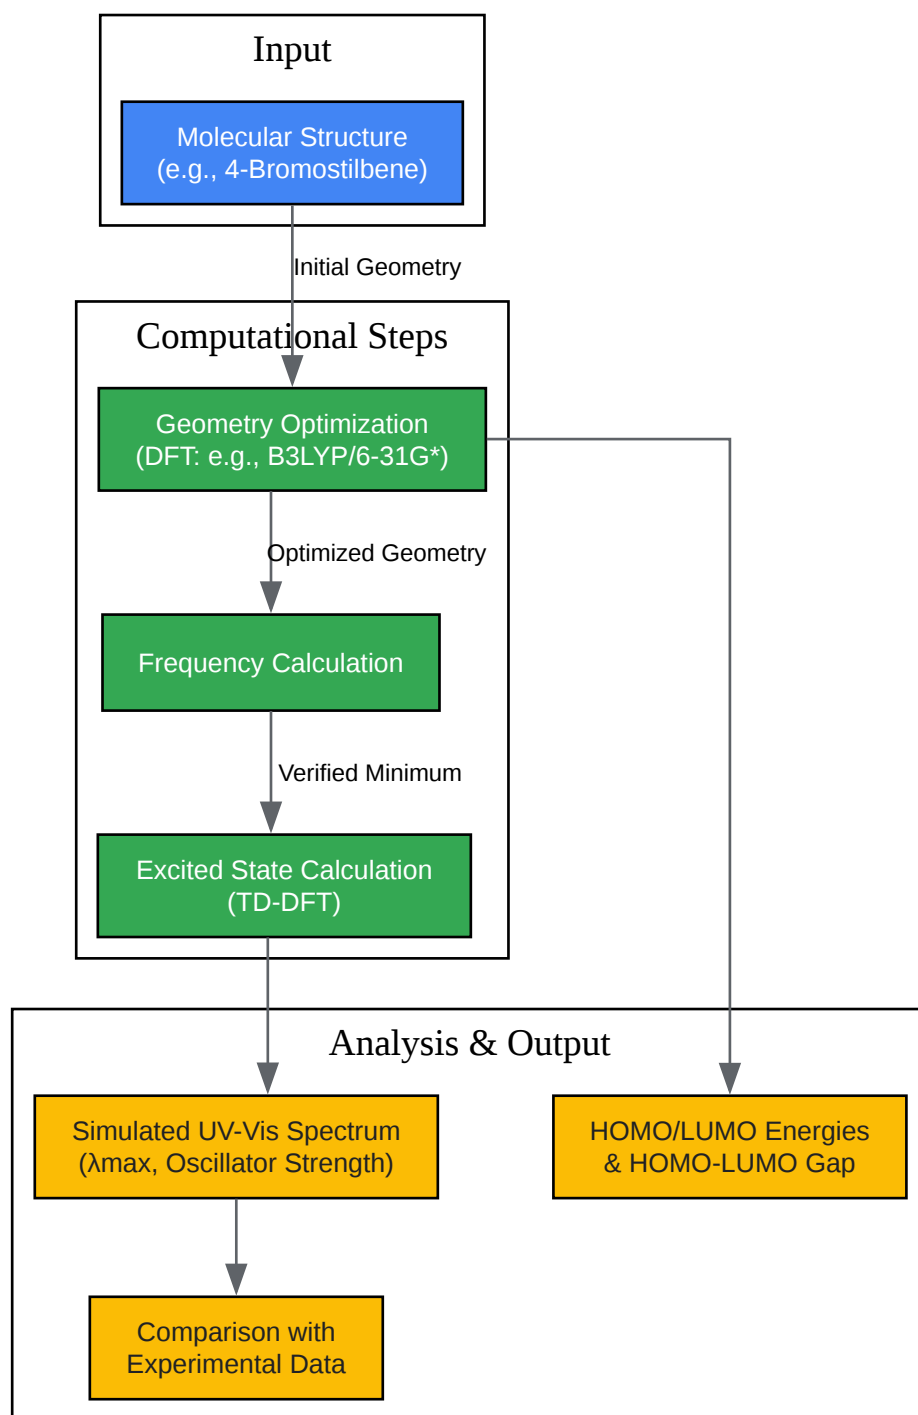 Input
Molecular Structure
(e.g., 4-Bromostilbene)
Initial Geometry
Computational Steps
Geometry Optimization
(DFT: e.g., B3LYP/6-31G*)
Optimized Geometry
Frequency Calculation
Verified Minimum
Excited State Calculation
(TD-DFT)
Analysis & Output
Simulated UV-Vis Spectrum
(λmax, Oscillator Strength)
HOMO/LUMO Energies
& HOMO-LUMO Gap
Comparison with
Experimental Data